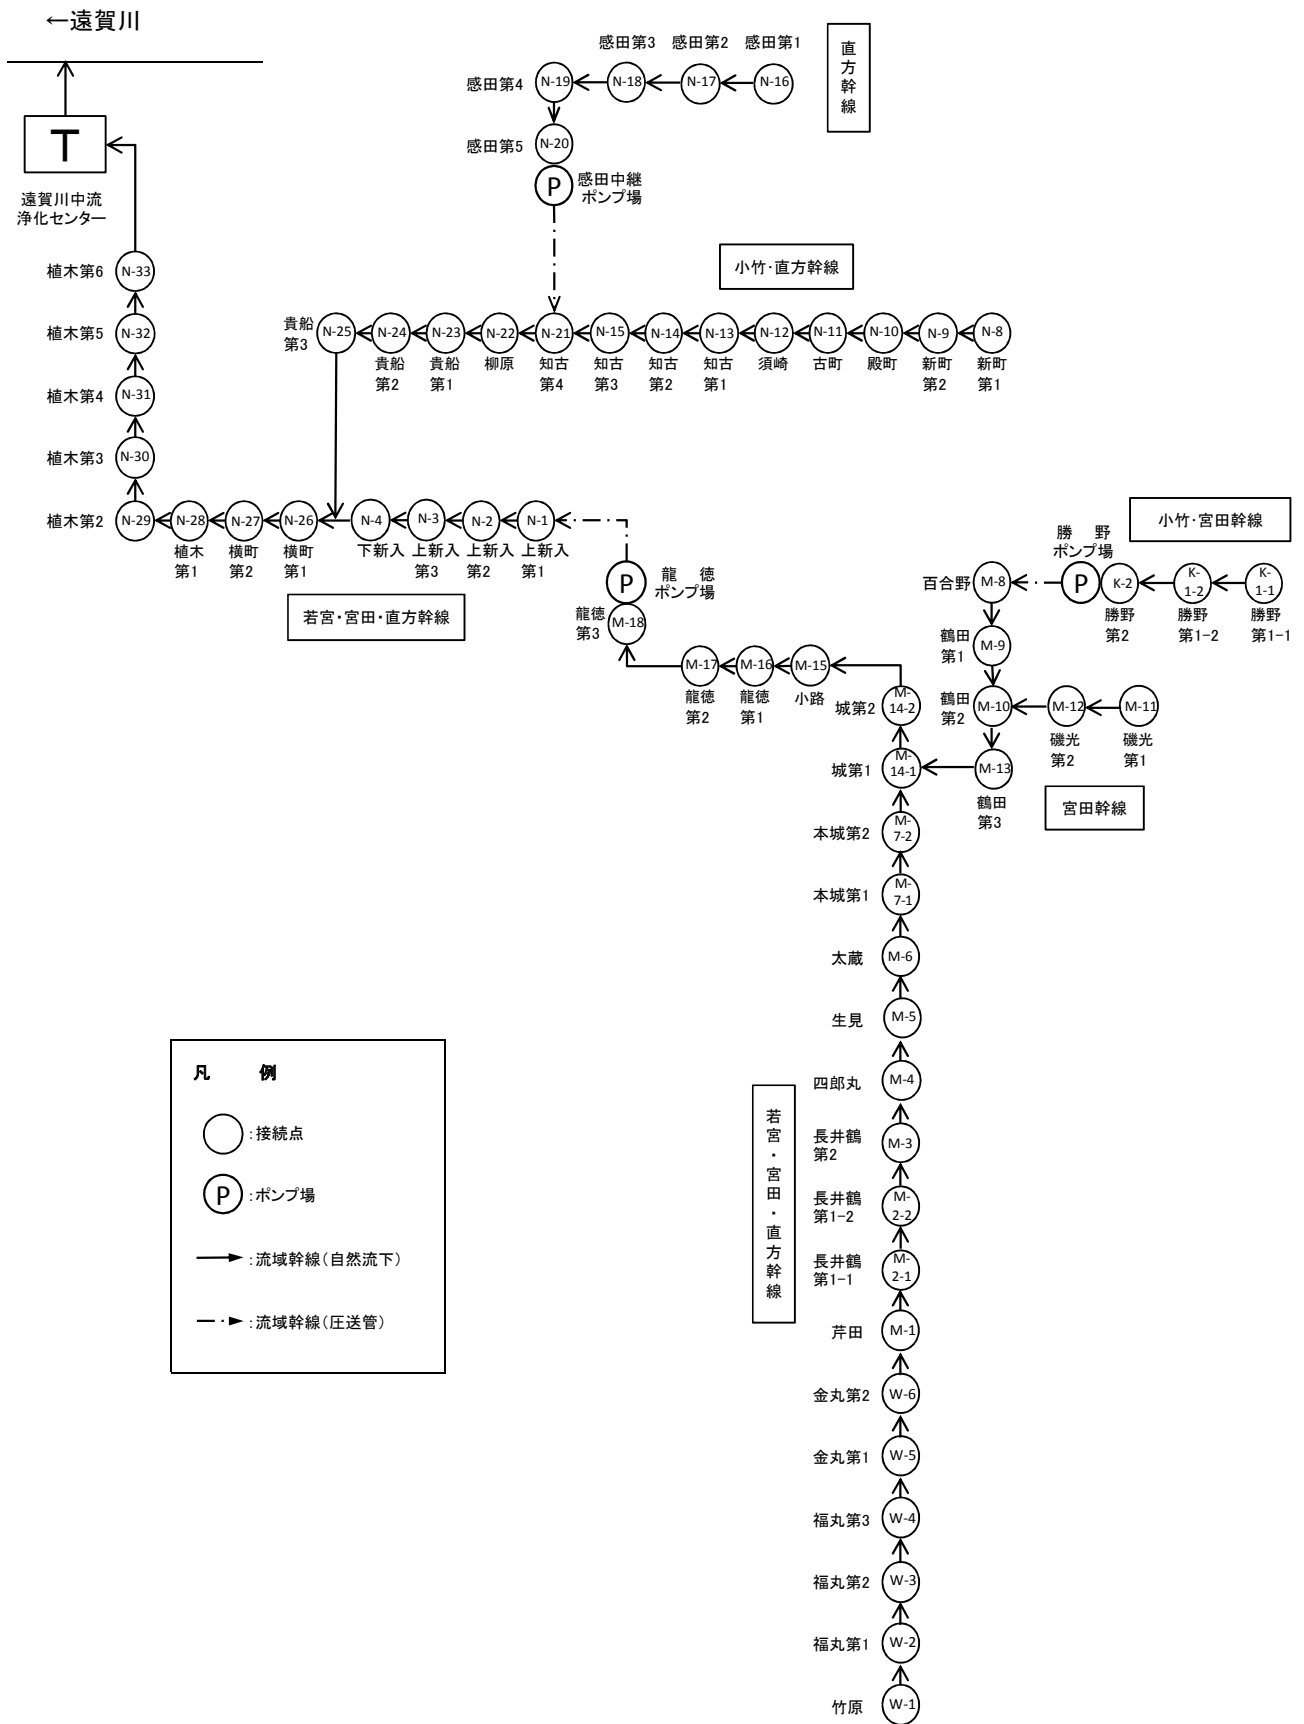 ←遠賀川
感田第3
感田第2
感田第1
直方幹線
感田第4
N-19
N-18
N-17
N-16
T
感田第5
N-20
遠賀川中流
浄化センター
P
感田中継
ポンプ場
小竹・直方幹線
植木第6
N-33
植木第5
N-32
植木第4
N-31
植木第3
N-30
貴船
第3
N-25
N-24
N-23
N-22
N-21
N-15
N-14
N-13
N-12
N-11
N-10
N-9
N-8
貴船
第2
貴船
第1
柳原
知古
第4
知古
第3
知古
第2
知古
第1
須崎
古町
殿町
新町
第2
新町
第1
植木第2
N-29
N-28
N-27
N-26
N-4
N-3
N-2
N-1
植木
第1
横町
第2
横町
第1
下新入
上新入
第3
上新入
第2
上新入
第1
若宮・宮田・直方幹線
P
龍 徳
ポンプ場
龍徳
第3
M-18
小竹・宮田幹線
勝 野
ポンプ場
百合野
M-8
P
K-2
K-
1-2
K-
1-1
勝野
第2
勝野
第1-2
勝野
第1-1
鶴田
第1
M-9
M-17
M-16
M-15
龍徳
第2
龍徳
第1
小路
城第2
M-
14-2
鶴田
第2
M-10
M-12
M-11
磯光
第2
磯光
第1
城第1
M-
14-1
M-13
鶴田
第3
宮田幹線
本城第2
M-
7-2
本城第1
M-
7-1
太蔵
M-6
生見
M-5
四郎丸
M-4
長井鶴
第2
M-3
長井鶴
第1-2
M-
2-2
長井鶴
第1-1
M-
2-1
若宮・宮田・直方幹線
芹田
M-1
金丸第2
W-6
金丸第1
W-5
福丸第3
W-4
福丸第2
W-3
福丸第1
W-2
竹原
W-1
凡 例
:接続点
P
:ポンプ場
:流域幹線(自然流下)
:流域幹線(圧送管)